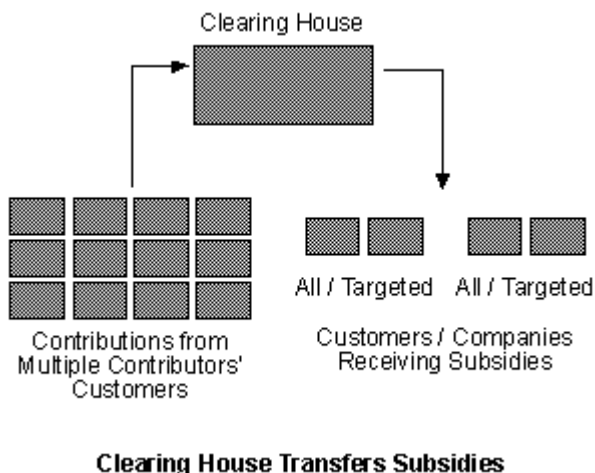 Clearing House
All / Targeted All / Targeted
Contributions from
Multiple Contributors'
Customers
Customers / Companies
Receiving Subsidies
Clearing House Transfers Subsidies